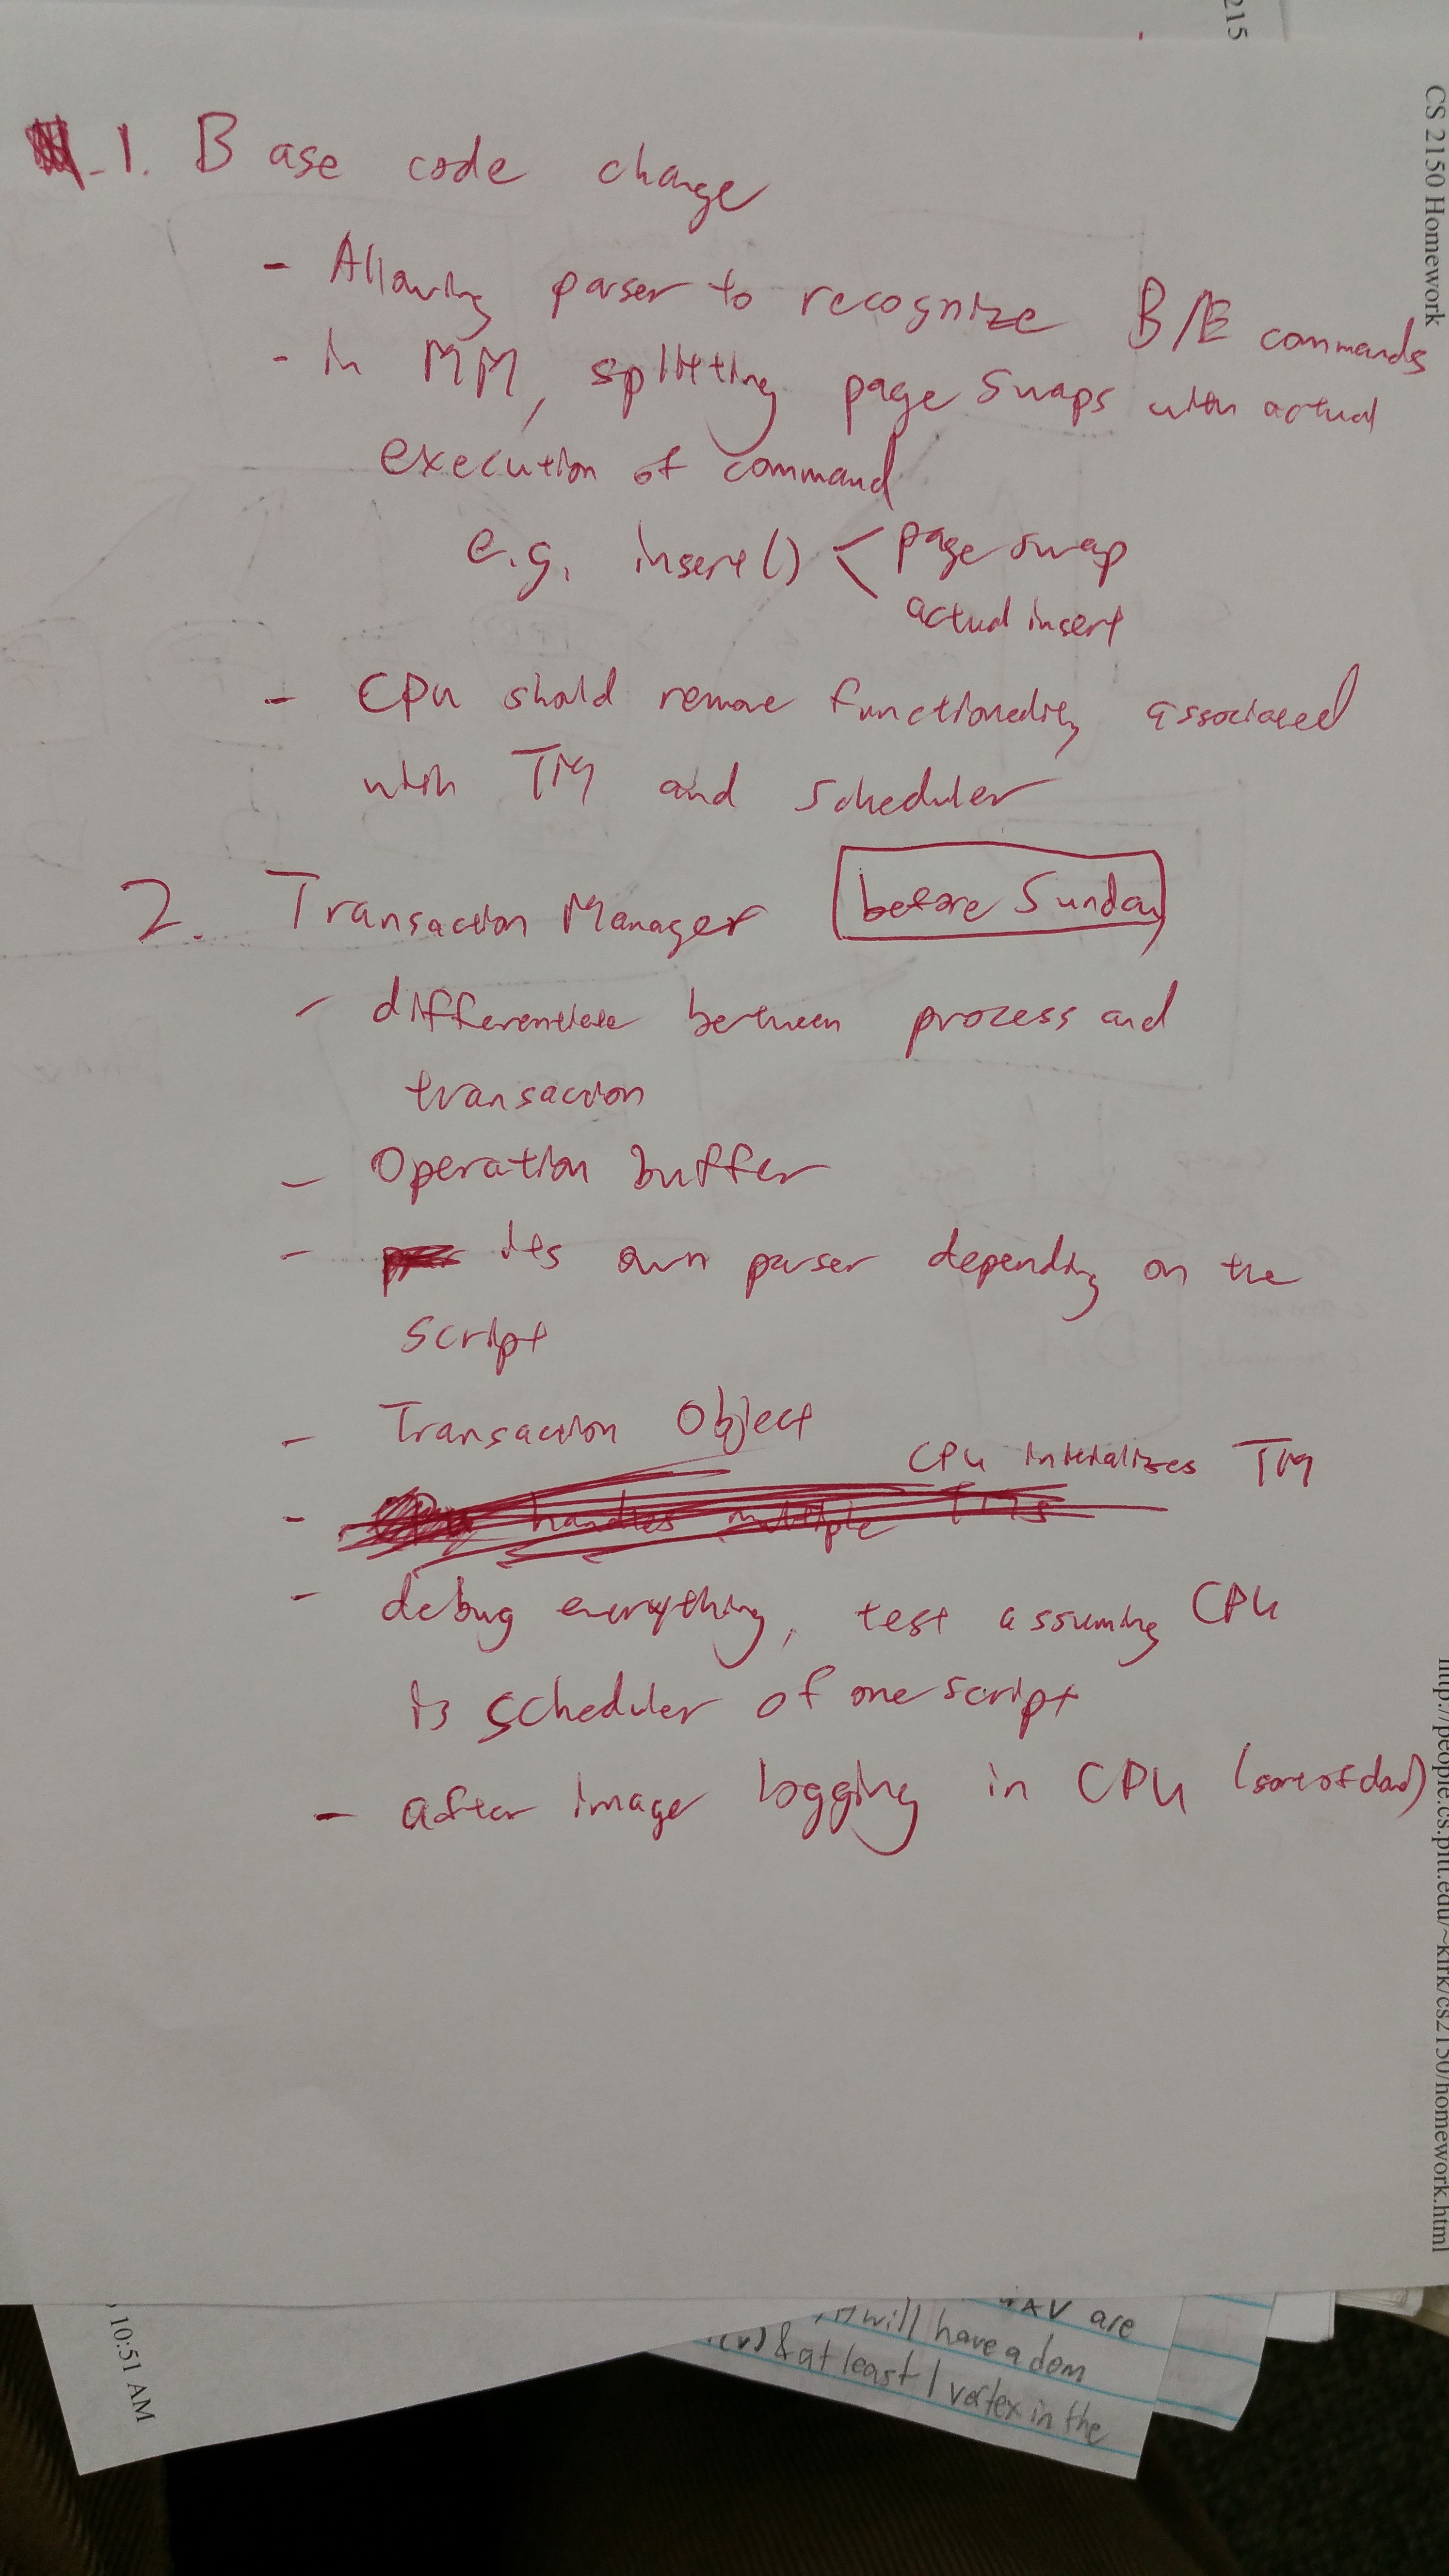 1. Base code change
- Allowing parser to recognize B/E commands
- in MM, splitting page swaps with actual
execution of command
e.g. insert() < page swap
actual insert
- CPU should remove functionality associated
with TM and scheduler
2. Transaction Manager before Sunday
- differentiate between process and
transaction
- Operation buffer
- its own parser depending on the
script
- Transaction Object
CPU initializes TM
- handles multiple TMs
- debug everything, test assuming CPU
is scheduler of one script
- after image logging in CPU (sort of
CS 2150 Homework
http://people.cs.pitt.edu/~kirk/cs2150/homework.html
215
10:51 AM
are
will have a dom
(v) & at least 1 vertex in the